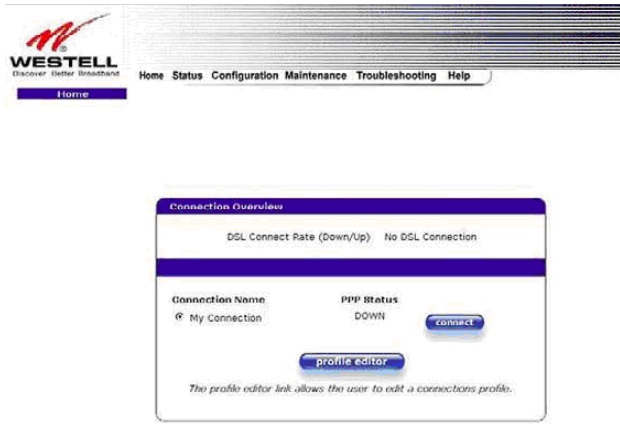 WESTELL
Discover Better Broadband
Home Status Configuration Maintenance Troubleshooting Help
Home
Connection Overview
DSL Connect Rate (Down/Up) No DSL Connection
Connection Name PPP Status
My Connection DOWN connect
profile editor
The profile editor link allows the user to edit a connections profile.